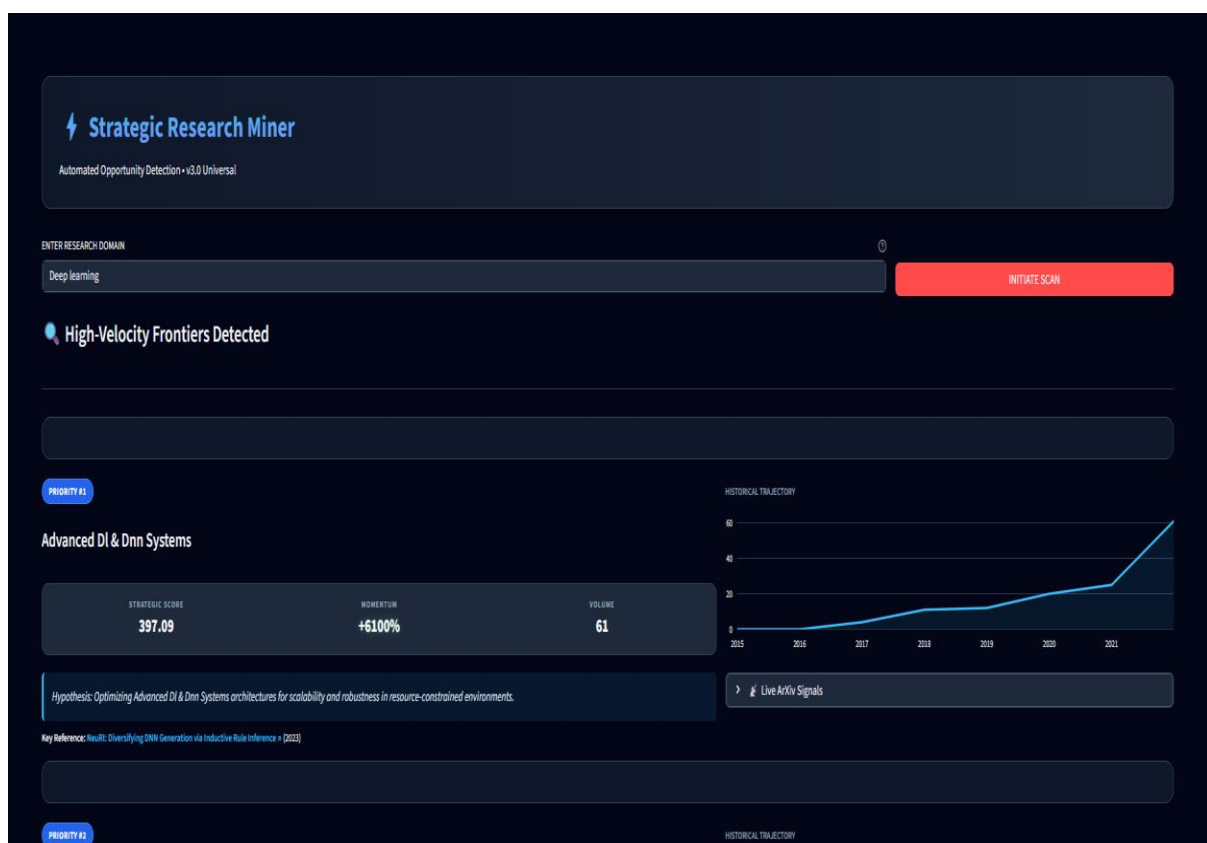 Strategic Research Miner
Automated Opportunity Detection • v3.0 Universal
ENTER RESEARCH DOMAIN
Deep learning
INITIATE SCAN
High-Velocity Frontiers Detected
PRIORITY #1
Advanced Dl & Dnn Systems
STRATEGIC SCORE MOMENTUM VOLUME
397.09 +6100% 61
Hypothesis: Optimizing Advanced Dl & Dnn Systems architectures for scalability and robustness in resource-constrained environments.
Key Reference: NeuRI: Diversifying DNN Generation via Inductive Rule Inference ↗ (2023)
HISTORICAL TRAJECTORY
60
40
20
0
2015 2016 2017 2018 2019 2020 2021
Live ArXiv Signals
PRIORITY #2
HISTORICAL TRAJECTORY